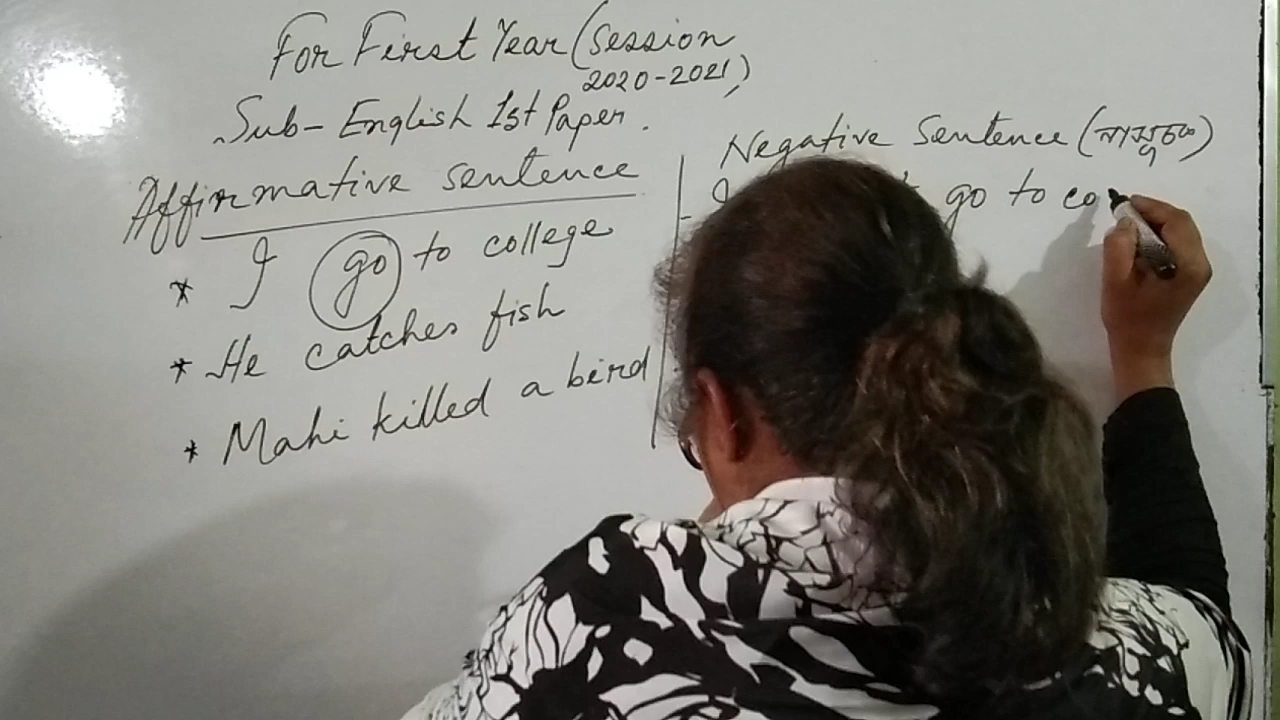 For First Year (Session
2020-2021)
Sub- English 1st Paper.
Affirmative sentence
* I go to college
* He catches fish
* Mahi killed a bird
Negative Sentence (
I go to co